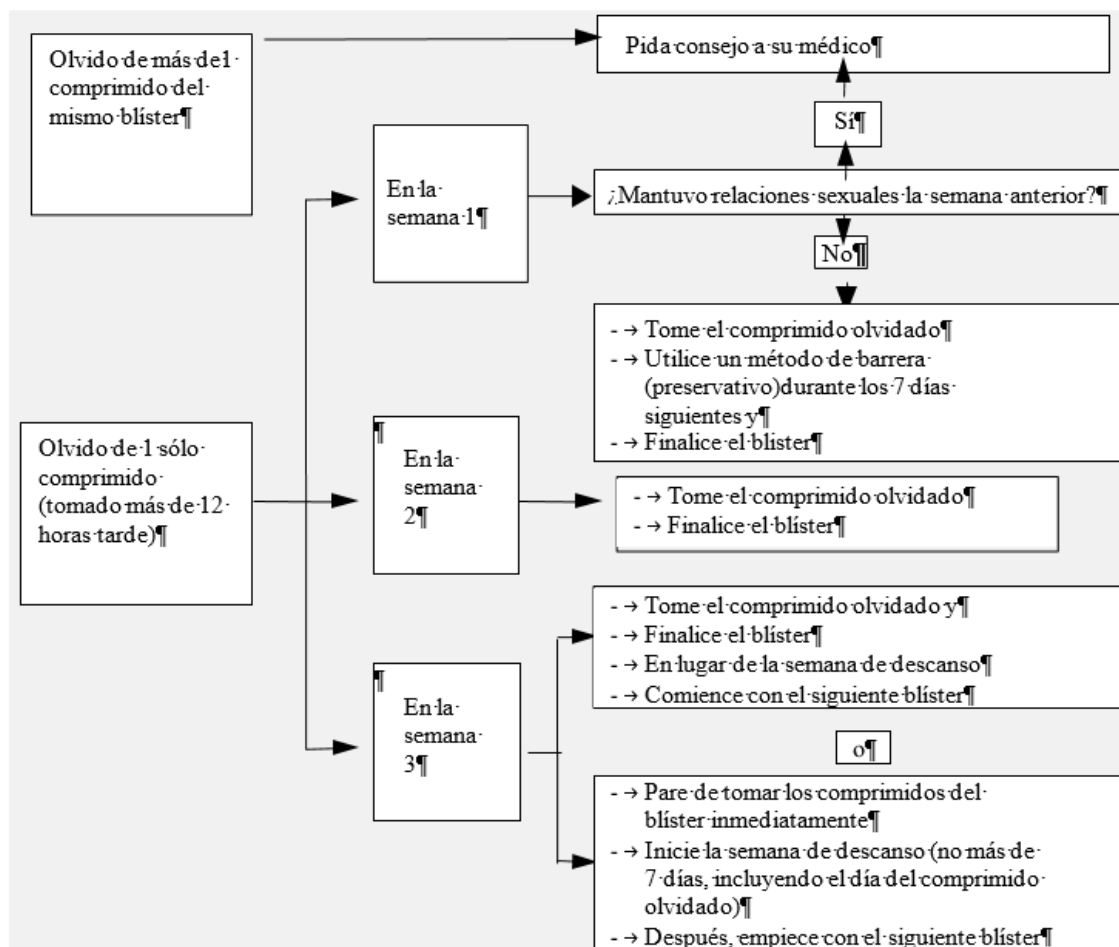 Olvido de más de1
comprimido del
mismo blíster¶
Pida consejo a su médico¶
Sí¶
En la
semana 1¶
¿Mantuvo relaciones sexuales la semana anterior?¶
No¶
- → Tome el comprimido olvidado¶
- → Utilice un método de barrera
(preservativo)durante los 7 días
siguientes y¶
- → Finalice el blister¶
Olvido de 1 sólo
comprimido
(tomado más de 12
horas tarde)¶
¶
En la
semana
2¶
- → Tome el comprimido olvidado¶
- → Finalice el blíster¶
¶
En la
semana
3¶
- → Tome el comprimido olvidado y¶
- → Finalice el blíster¶
- → En lugar de la semana de descanso¶
- → Comience con el siguiente blíster¶
o¶
- → Pare de tomar los comprimidos del
blíster inmediatamente¶
- → Inicie la semana de descanso (no más de
7 días, incluyendo el día del comprimido
olvidado)¶
- → Después, empiece con el siguiente blíster¶